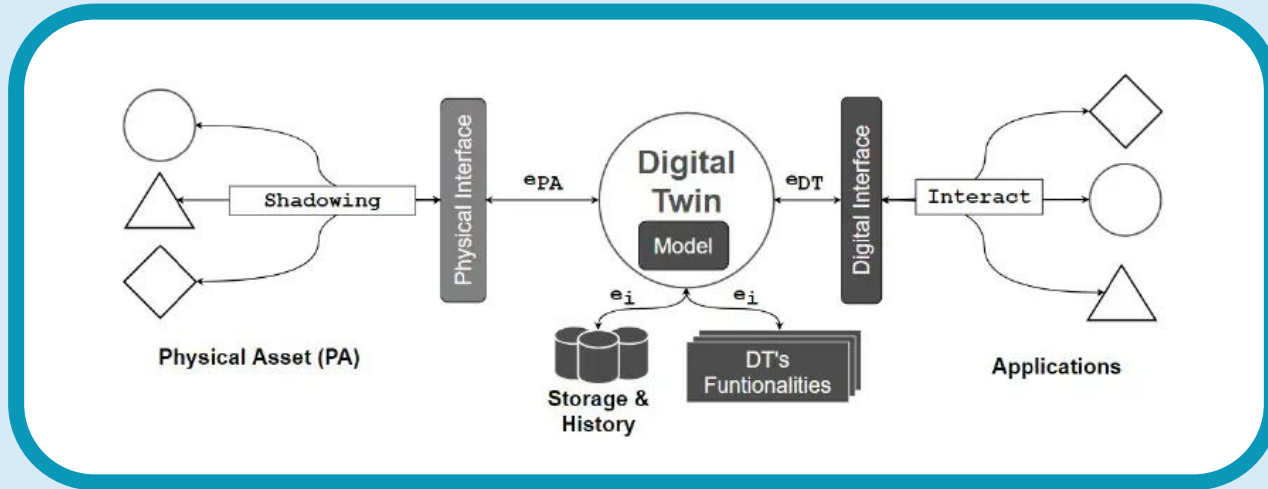 Shadowing
Physical Asset (PA)
Physical Interface
ePA
Digital
Twin
Model
ei
ei
Storage &
History
DT's
Funtionalities
eDT
Digital Interface
Interact
Applications